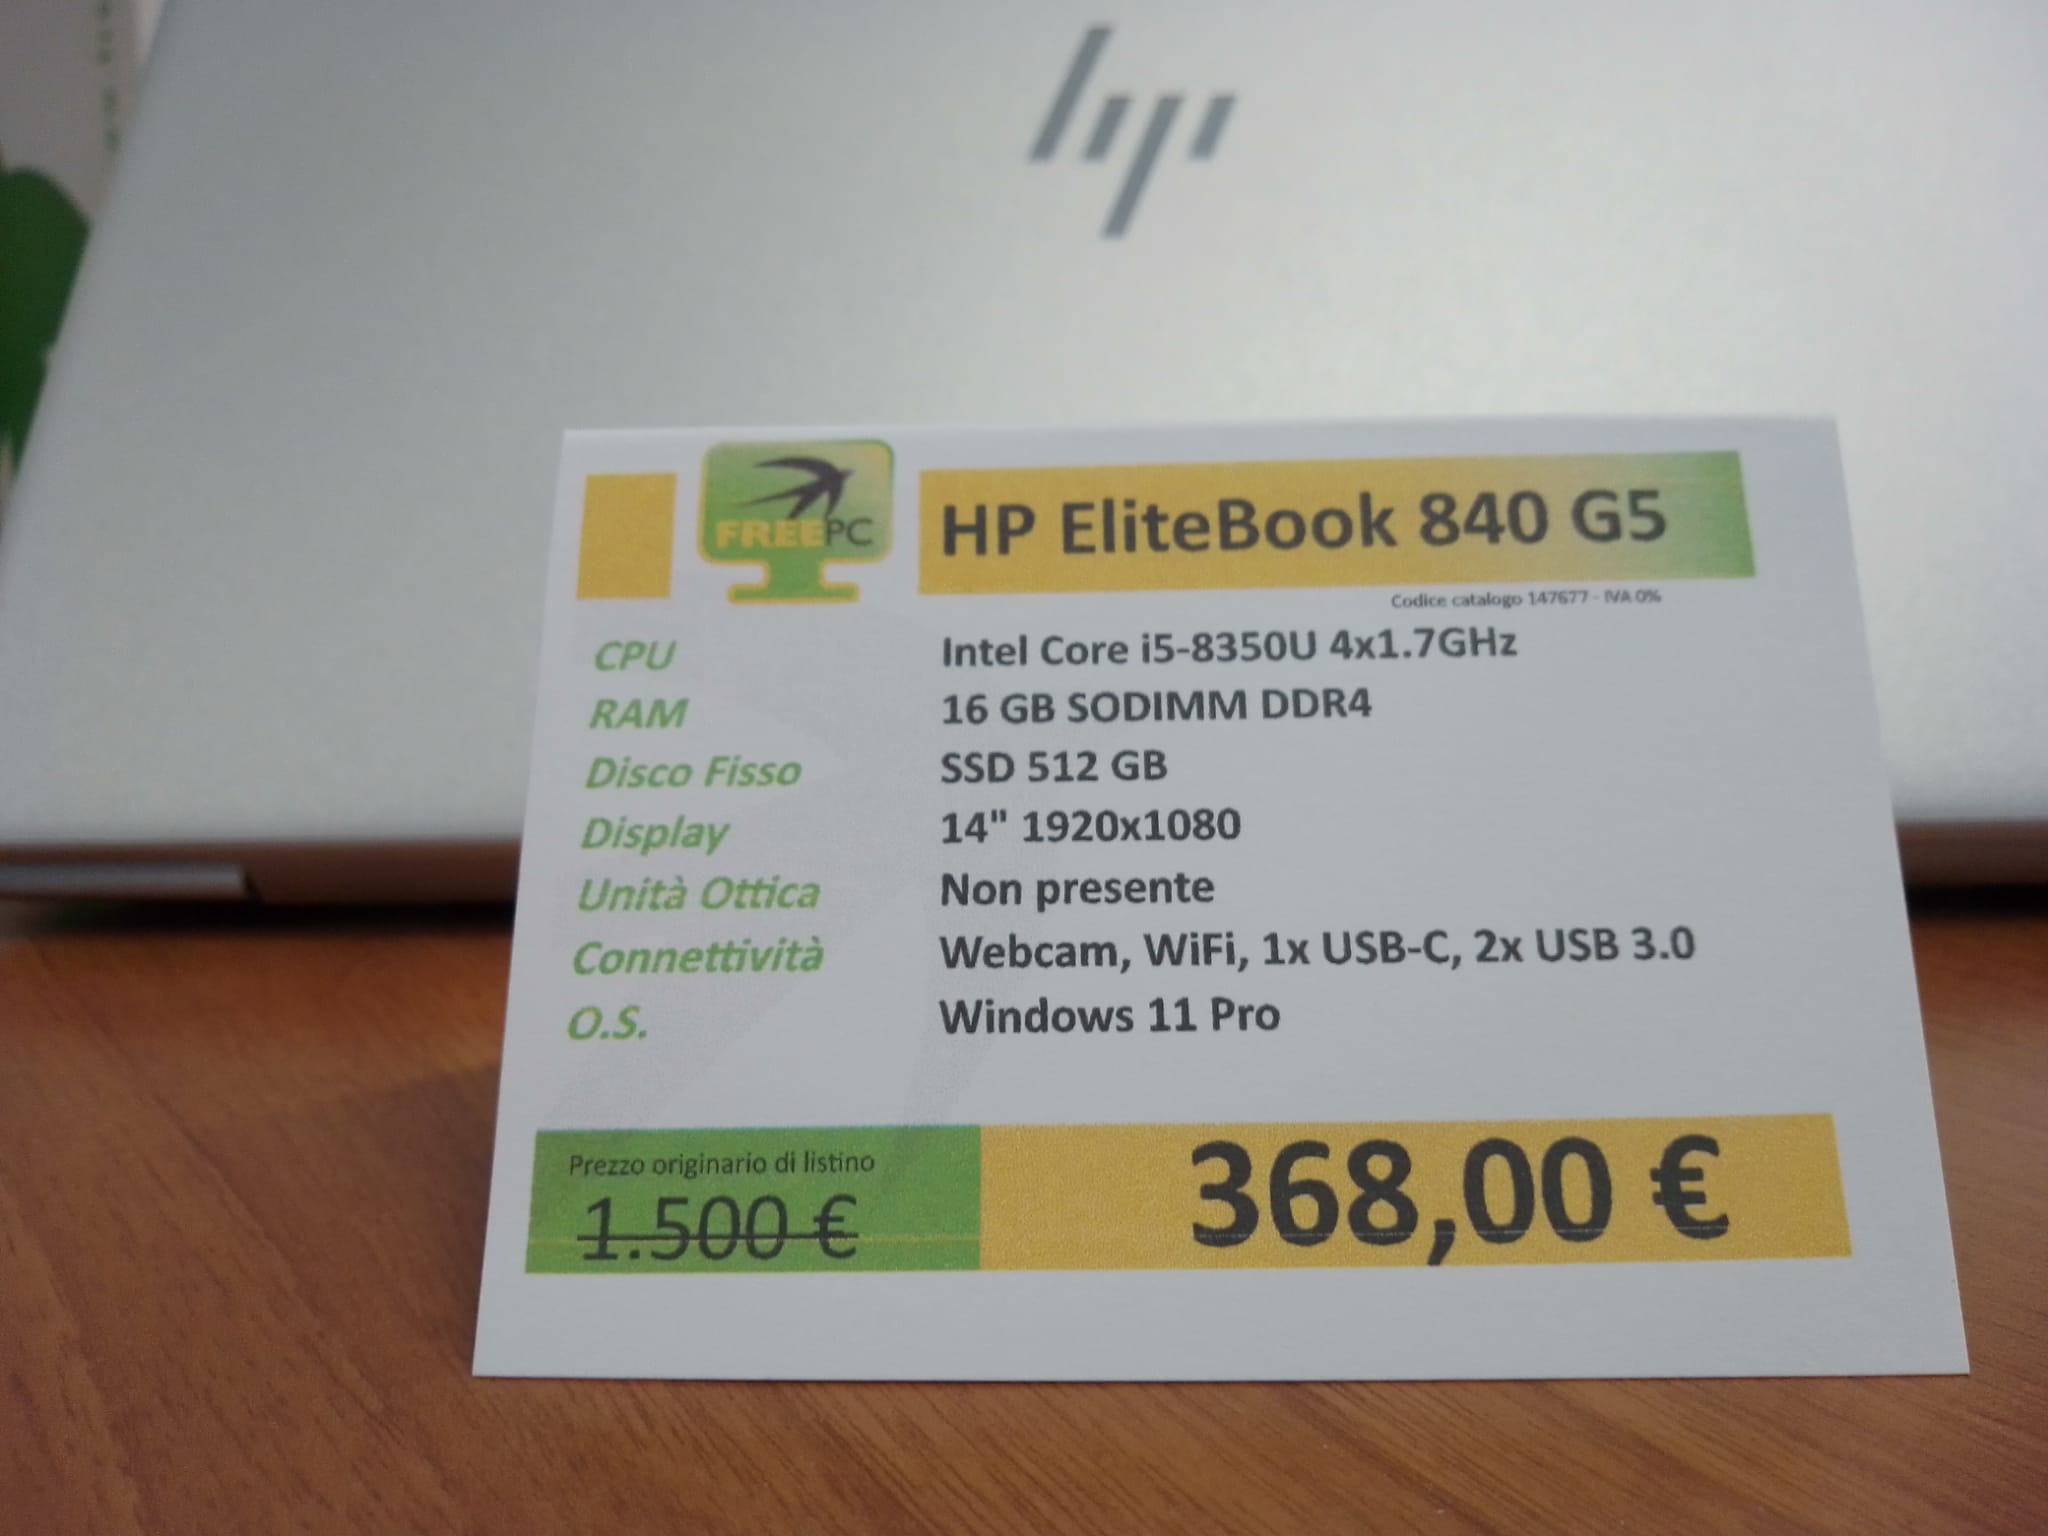 hp
FREEPC
HP EliteBook 840 G5
Codice catalogo 147677 - IVA 0%
CPU Intel Core i5-8350U 4x1.7GHz
RAM 16 GB SODIMM DDR4
Disco Fisso SSD 512 GB
Display 14" 1920x1080
Unità Ottica Non presente
Connettività Webcam, WiFi, 1x USB-C, 2x USB 3.0
O.S. Windows 11 Pro
Prezzo originario di listino
1.500 €
368,00 €